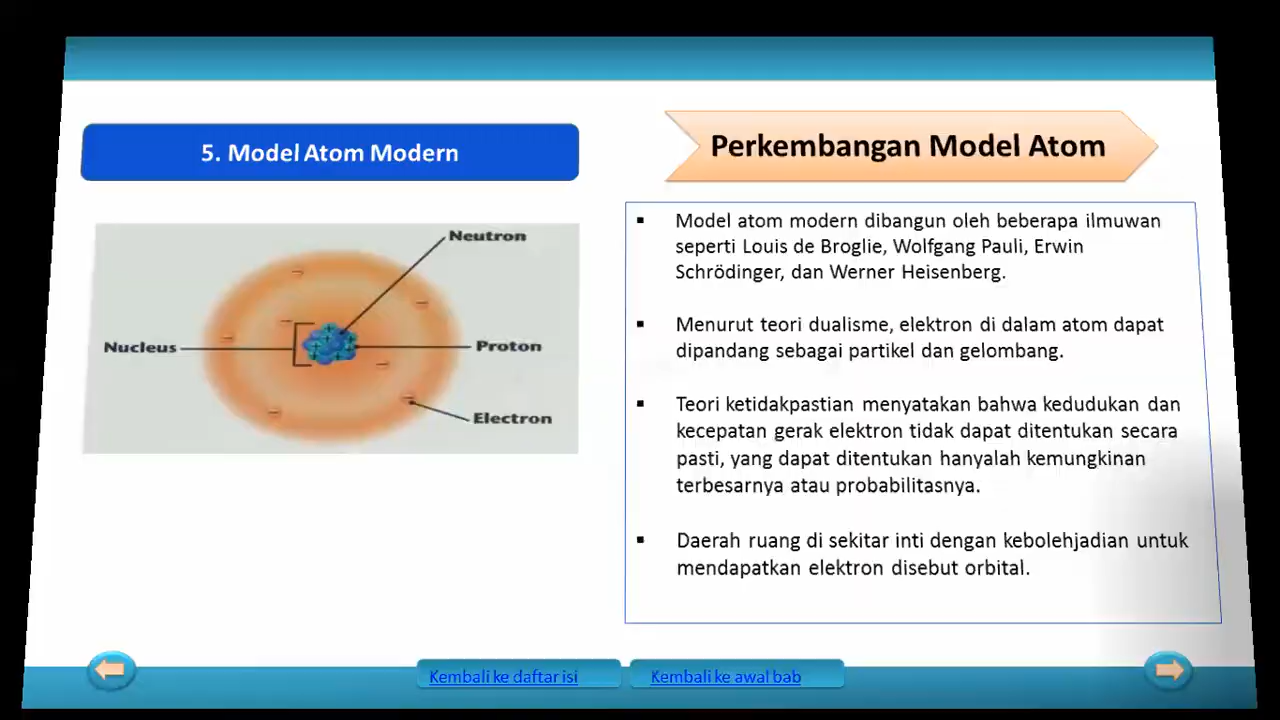 5. Model Atom Modern
Perkembangan Model Atom
Neutron
Nucleus
Proton
Electron
▪ Model atom modern dibangun oleh beberapa ilmuwan
seperti Louis de Broglie, Wolfgang Pauli, Erwin
Schrödinger, dan Werner Heisenberg.
▪ Menurut teori dualisme, elektron di dalam atom dapat
dipandang sebagai partikel dan gelombang.
▪ Teori ketidakpastian menyatakan bahwa kedudukan dan
kecepatan gerak elektron tidak dapat ditentukan secara
pasti, yang dapat ditentukan hanyalah kemungkinan
terbesarnya atau probabilitasnya.
▪ Daerah ruang di sekitar inti dengan kebolehjadian untuk
mendapatkan elektron disebut orbital.
Kembali ke daftar isi
Kembali ke awal bab